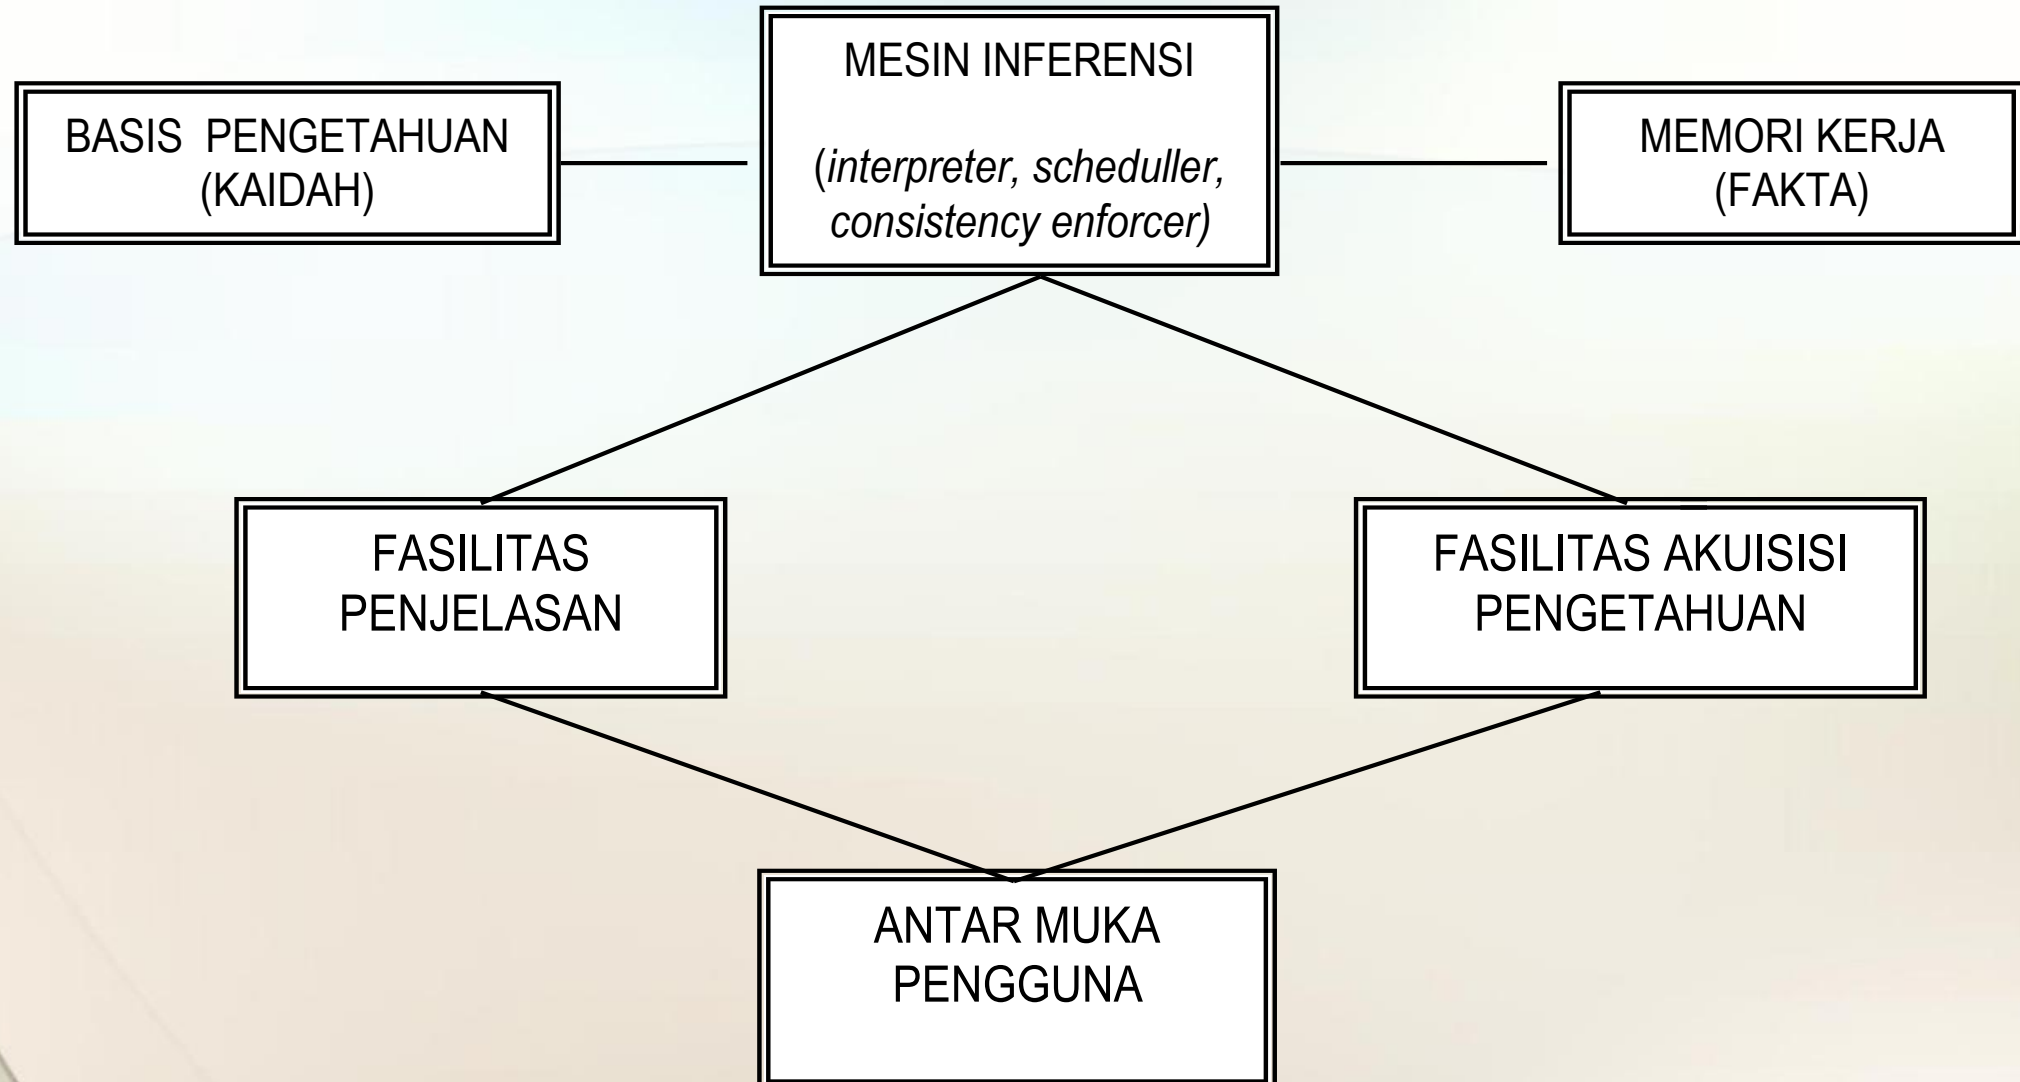 MESIN INFERENSI
(interpreter, scheduller,
consistency enforcer)
BASIS PENGETAHUAN
(KAIDAH)
MEMORI KERJA
(FAKTA)
FASILITAS
PENJELASAN
FASILITAS AKUISISI
PENGETAHUAN
ANTAR MUKA
PENGGUNA